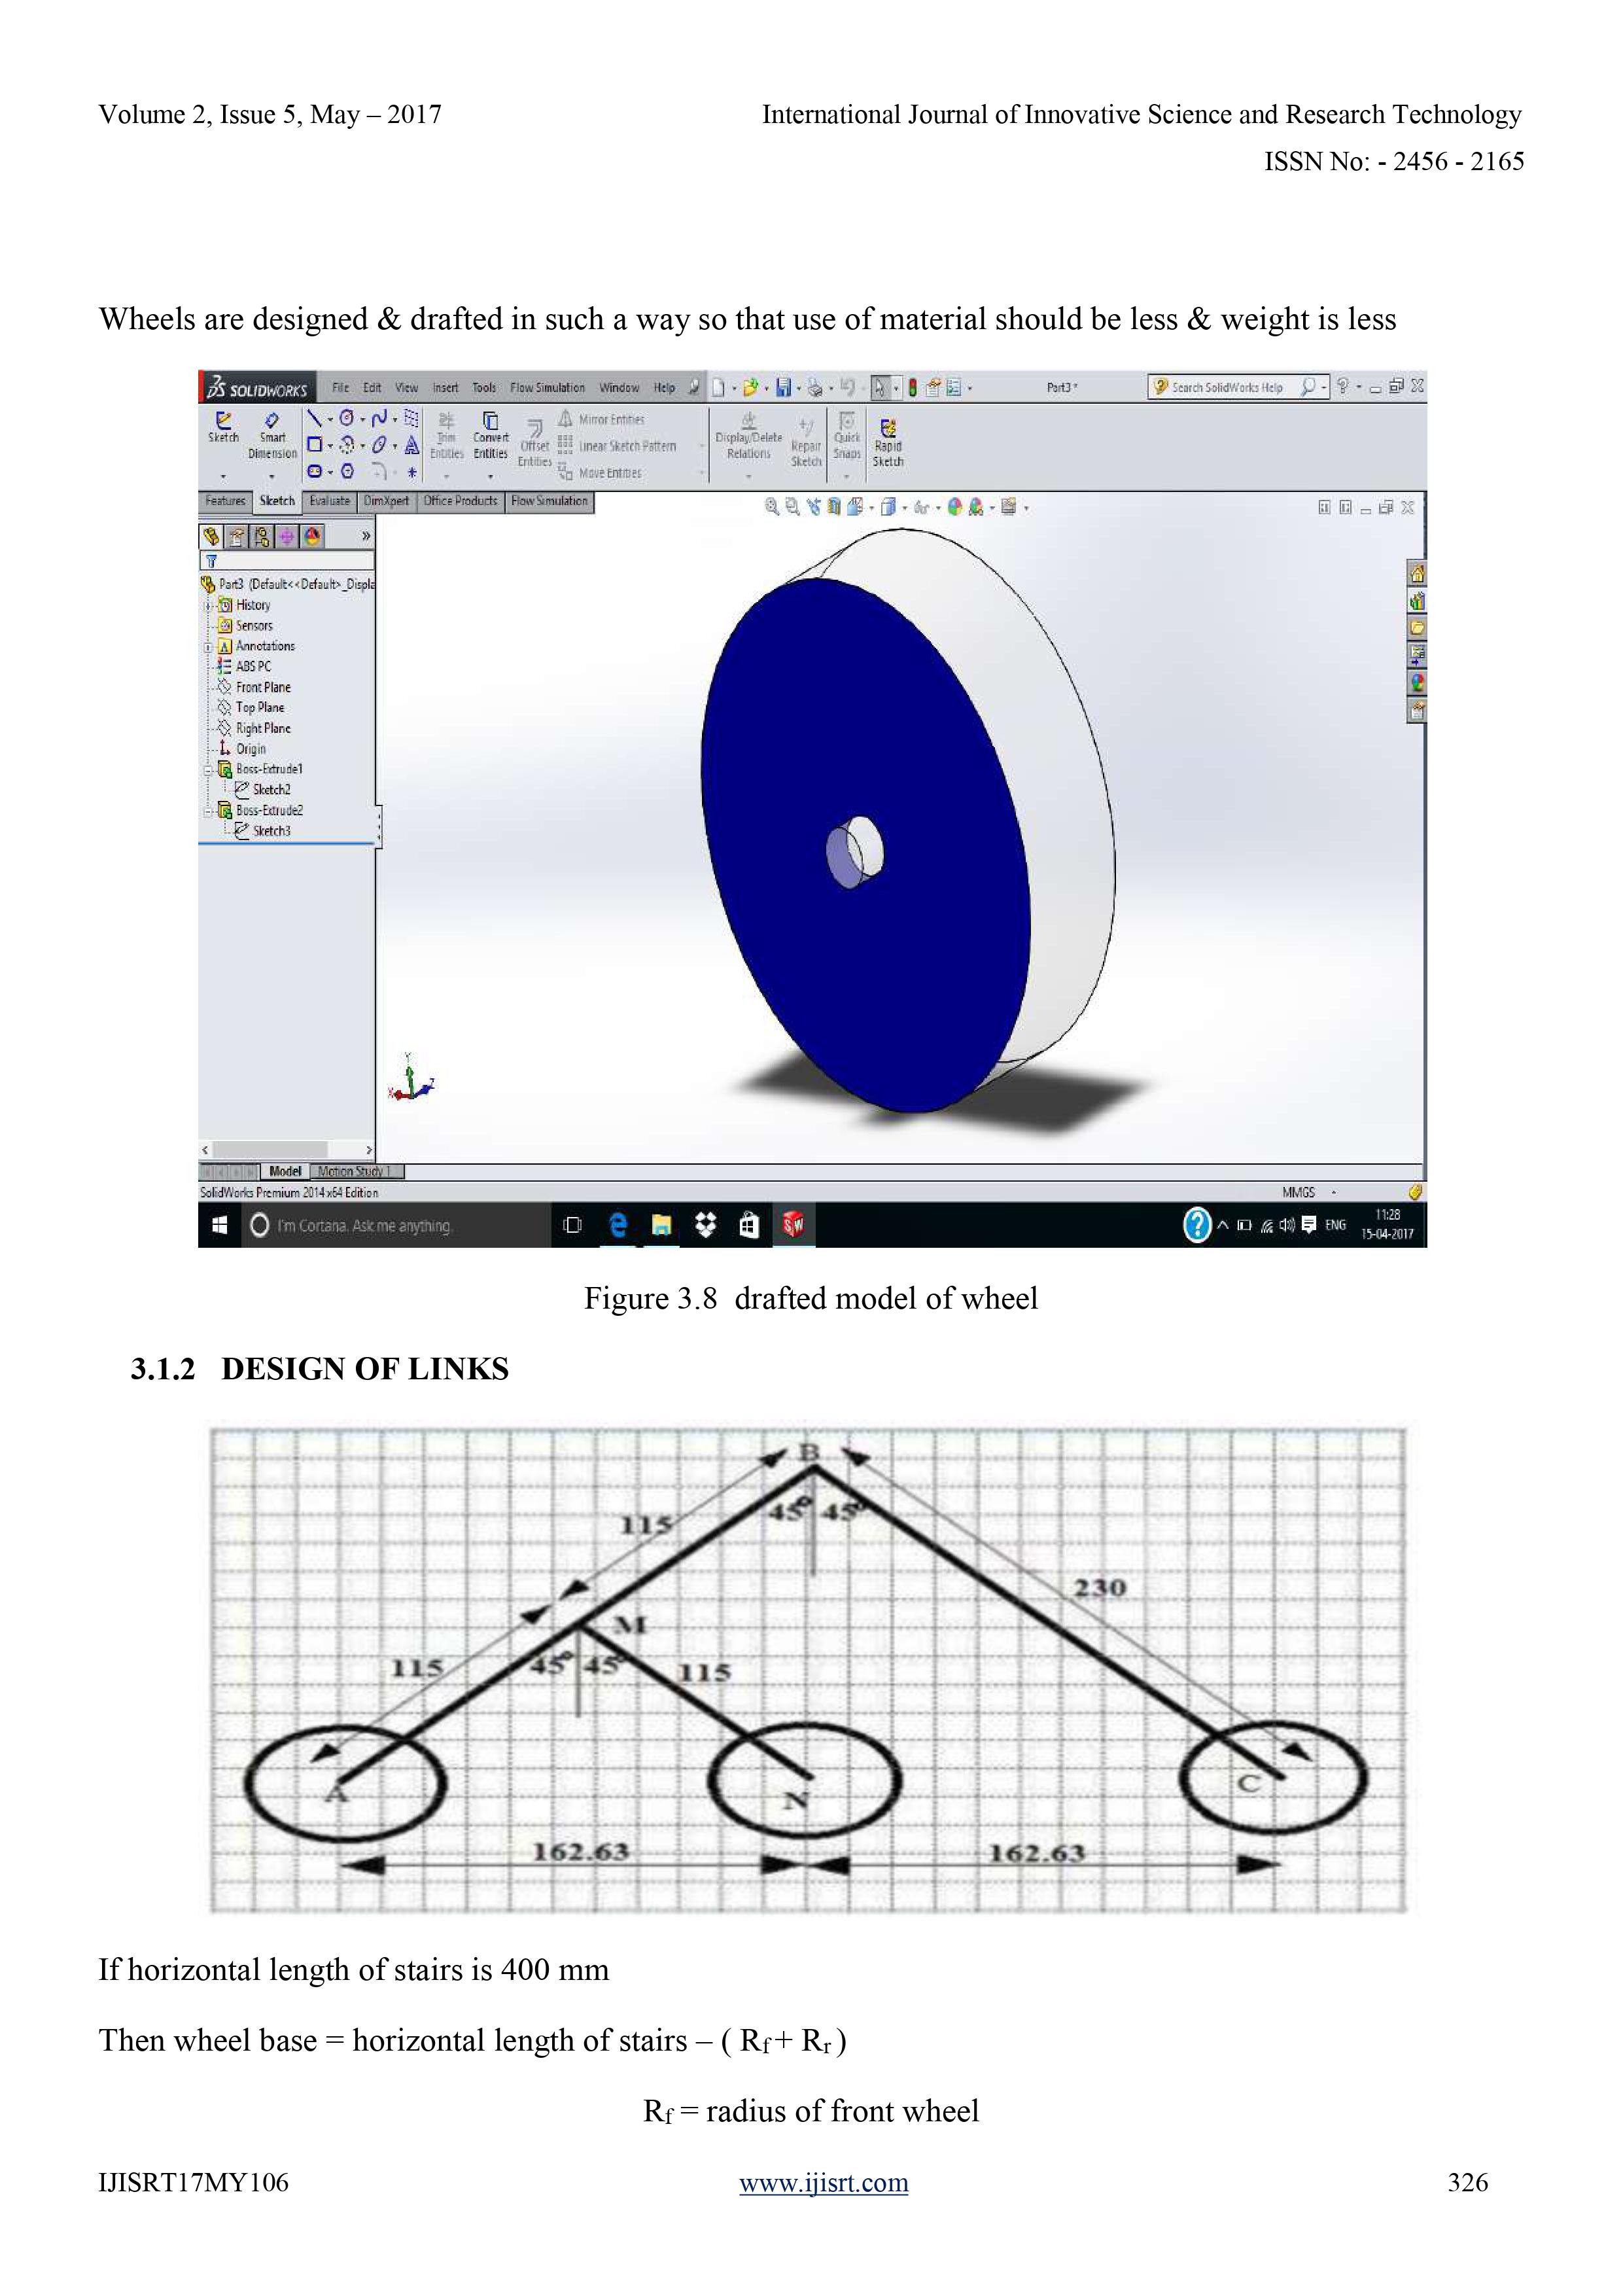 Volume 2, Issue 5, May – 2017 International Journal of Innovative Science and Research Technology
ISSN No: - 2456 - 2165
Wheels are designed & drafted in such a way so that use of material should be less & weight is less
SOLIDWORKS File Edit View Insert Tools Flow Simulation Window Help Part3 * Search SolidWorks Help
Sketch Smart Dimension Trim Entities Convert Entities Offset Entities Mirror Entities Linear Sketch Pattern Move Entities Display/Delete Relations Repair Sketch Quick Snaps Rapid Sketch
Features Sketch Evaluate DimXpert Office Products Flow Simulation
Part3 (Default<<Default>_Displa
History
Sensors
Annotations
ABS PC
Front Plane
Top Plane
Right Plane
Origin
Boss-Extrude1
Sketch2
Boss-Extrude2
Sketch3
Y
X Z
Model Motion Study 1
SolidWorks Premium 2014 x64 Edition MMGS
I'm Cortana. Ask me anything. ENG 11:28
15-04-2017
Figure 3.8 drafted model of wheel
3.1.2 DESIGN OF LINKS
B
115 45° 45°
230
M
115 45° 45° 115
A N C
162.63 162.63
If horizontal length of stairs is 400 mm
Then wheel base = horizontal length of stairs – ( Rf + Rr )
Rf = radius of front wheel
IJISRT17MY106 www.ijisrt.com 326